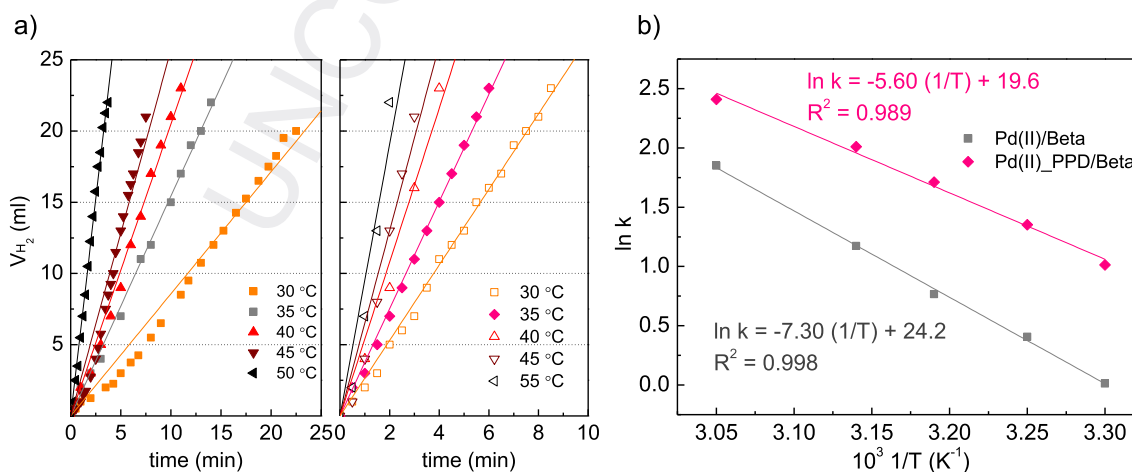 a)
UNC
V_H₂ (ml)
25
20
15
10
5
30 °C
35 °C
40 °C
45 °C
50 °C
0 5 10 15 20 25
time (min)
30 °C
35 °C
40 °C
45 °C
55 °C
2 4 6 8 10
time (min)
b)
ln k
2.5
2.0
1.5
1.0
0.5
0.0
ln k = -5.60 (1/T) + 19.6
R² = 0.989
Pd(II)/Beta
Pd(II)_PPD/Beta
ln k = -7.30 (1/T) + 24.2
R² = 0.998
3.05 3.10 3.15 3.20 3.25 3.30
10³ 1/T (K⁻¹)